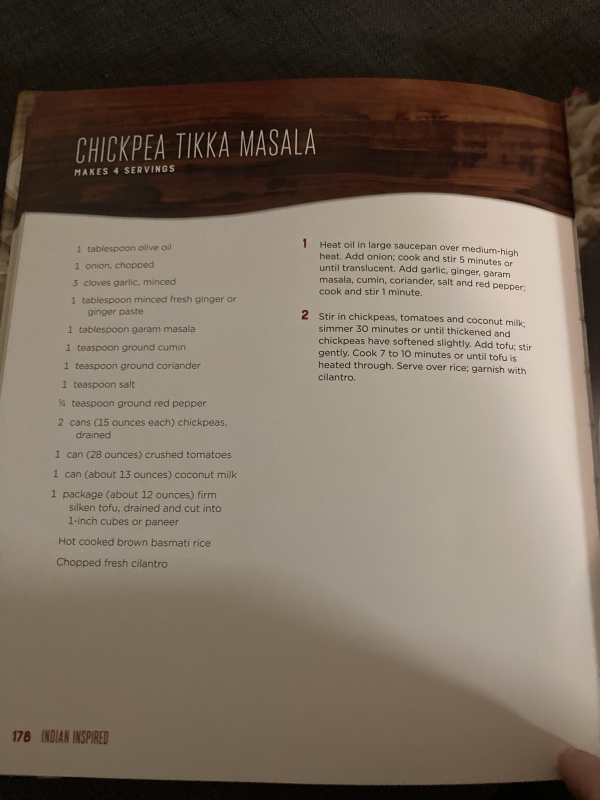 CHICKPEA TIKKA MASALA
MAKES 4 SERVINGS
1 tablespoon olive oil
1 onion, chopped
3 cloves garlic, minced
1 tablespoon minced fresh ginger or
ginger paste
1 tablespoon garam masala
1 teaspoon ground cumin
1 teaspoon ground coriander
1 teaspoon salt
¼ teaspoon ground red pepper
2 cans (15 ounces each) chickpeas,
drained
1 can (28 ounces) crushed tomatoes
1 can (about 13 ounces) coconut milk
1 package (about 12 ounces) firm
silken tofu, drained and cut into
1-inch cubes or paneer
Hot cooked brown basmati rice
Chopped fresh cilantro
1 Heat oil in large saucepan over medium-high
heat. Add onion; cook and stir 5 minutes or
until translucent. Add garlic, ginger, garam
masala, cumin, coriander, salt and red pepper;
cook and stir 1 minute.
2 Stir in chickpeas, tomatoes and coconut milk;
simmer 30 minutes or until thickened and
chickpeas have softened slightly. Add tofu; stir
gently. Cook 7 to 10 minutes or until tofu is
heated through. Serve over rice; garnish with
cilantro.
178 INDIAN INSPIRED